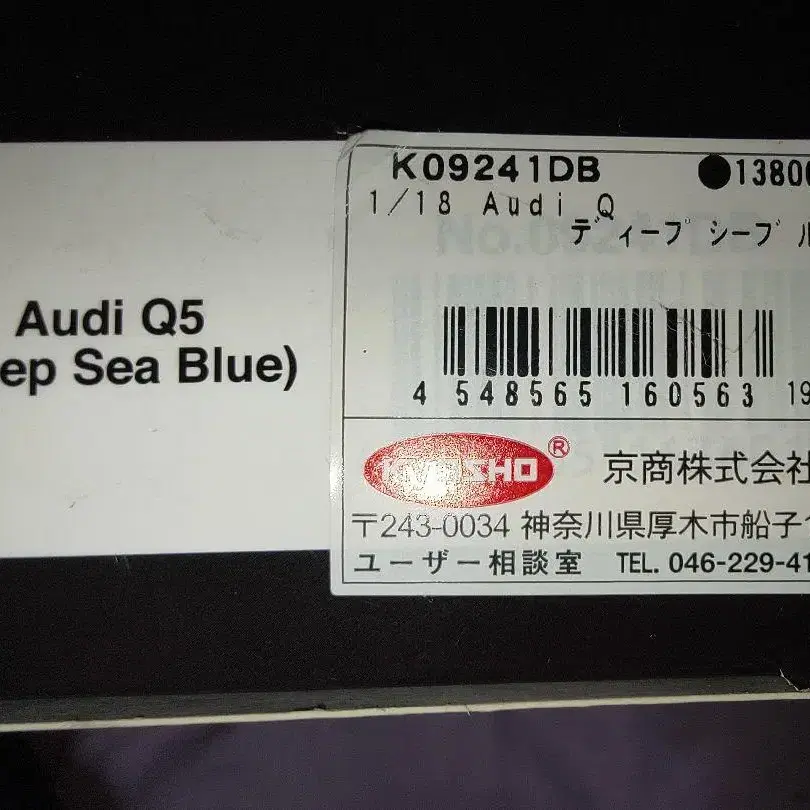 Audi Q5
ep Sea Blue)
K09241DB ●1380
1/18 Audi Q
ディープ シーブル
4 548565 160563 19
KYOSHO®
京商株式会社
〒243-0034 神奈川県厚木市船子
ユーザー相談室 TEL. 046-229-41